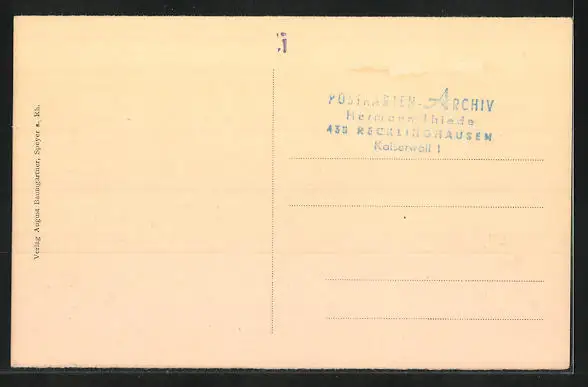 Verlag August Baumgartner, Speyer a. Rh.
POSTKARTEN-ARCHIV
Hermann Thiede
435 RECKLINGHAUSEN
Kaiserwall 1